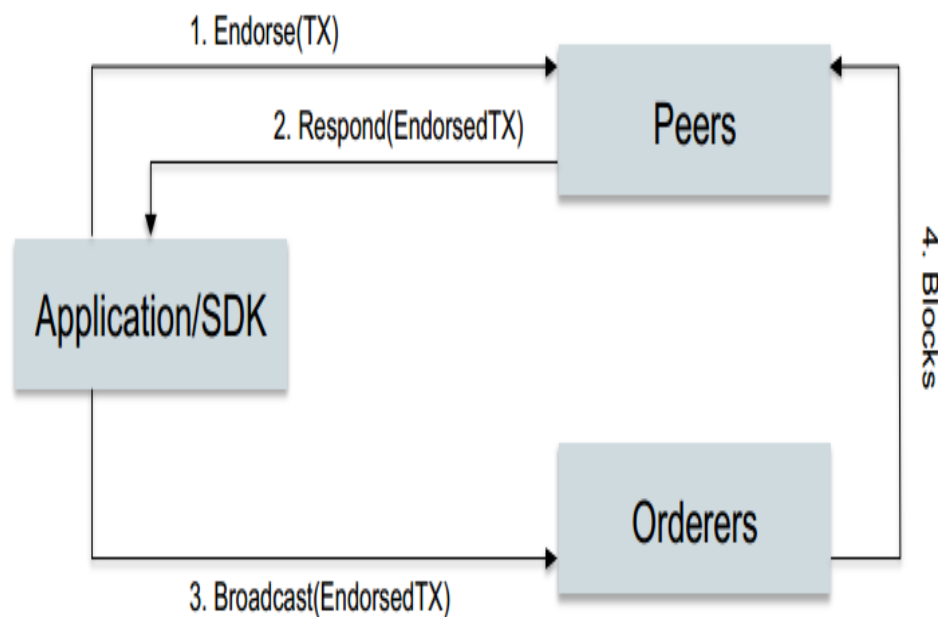 1. Endorse(TX)
2. Respond(EndorsedTX)
Peers
Application/SDK
4. Blocks
Orderers
3. Broadcast(EndorsedTX)